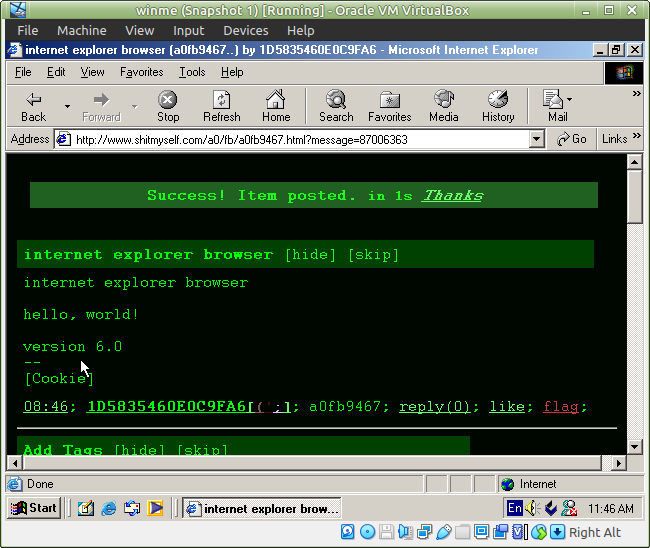 winme (Snapshot 1) [Running] - Oracle VM VirtualBox
File Machine View Input Devices Help
internet explorer browser (a0fb9467..) by 1D5835460E0C9FA6 - Microsoft Internet Explorer
File Edit View Favorites Tools Help
Back Forward Stop Refresh Home Search Favorites Media History Mail
Address http://www.shitmyself.com/a0/fb/a0fb9467.html?message=87006363 Go Links
Success! Item posted. in 1s Thanks
internet explorer browser [hide] [skip]
internet explorer browser
hello, world!
version 6.0
--
[Cookie]
08:46; 1D5835460E0C9FA6[(';]; a0fb9467; reply(0); like; flag;
Add Tags [hide] [skip]
Done Internet
Start internet explorer brow... En 11:46 AM
Right Alt